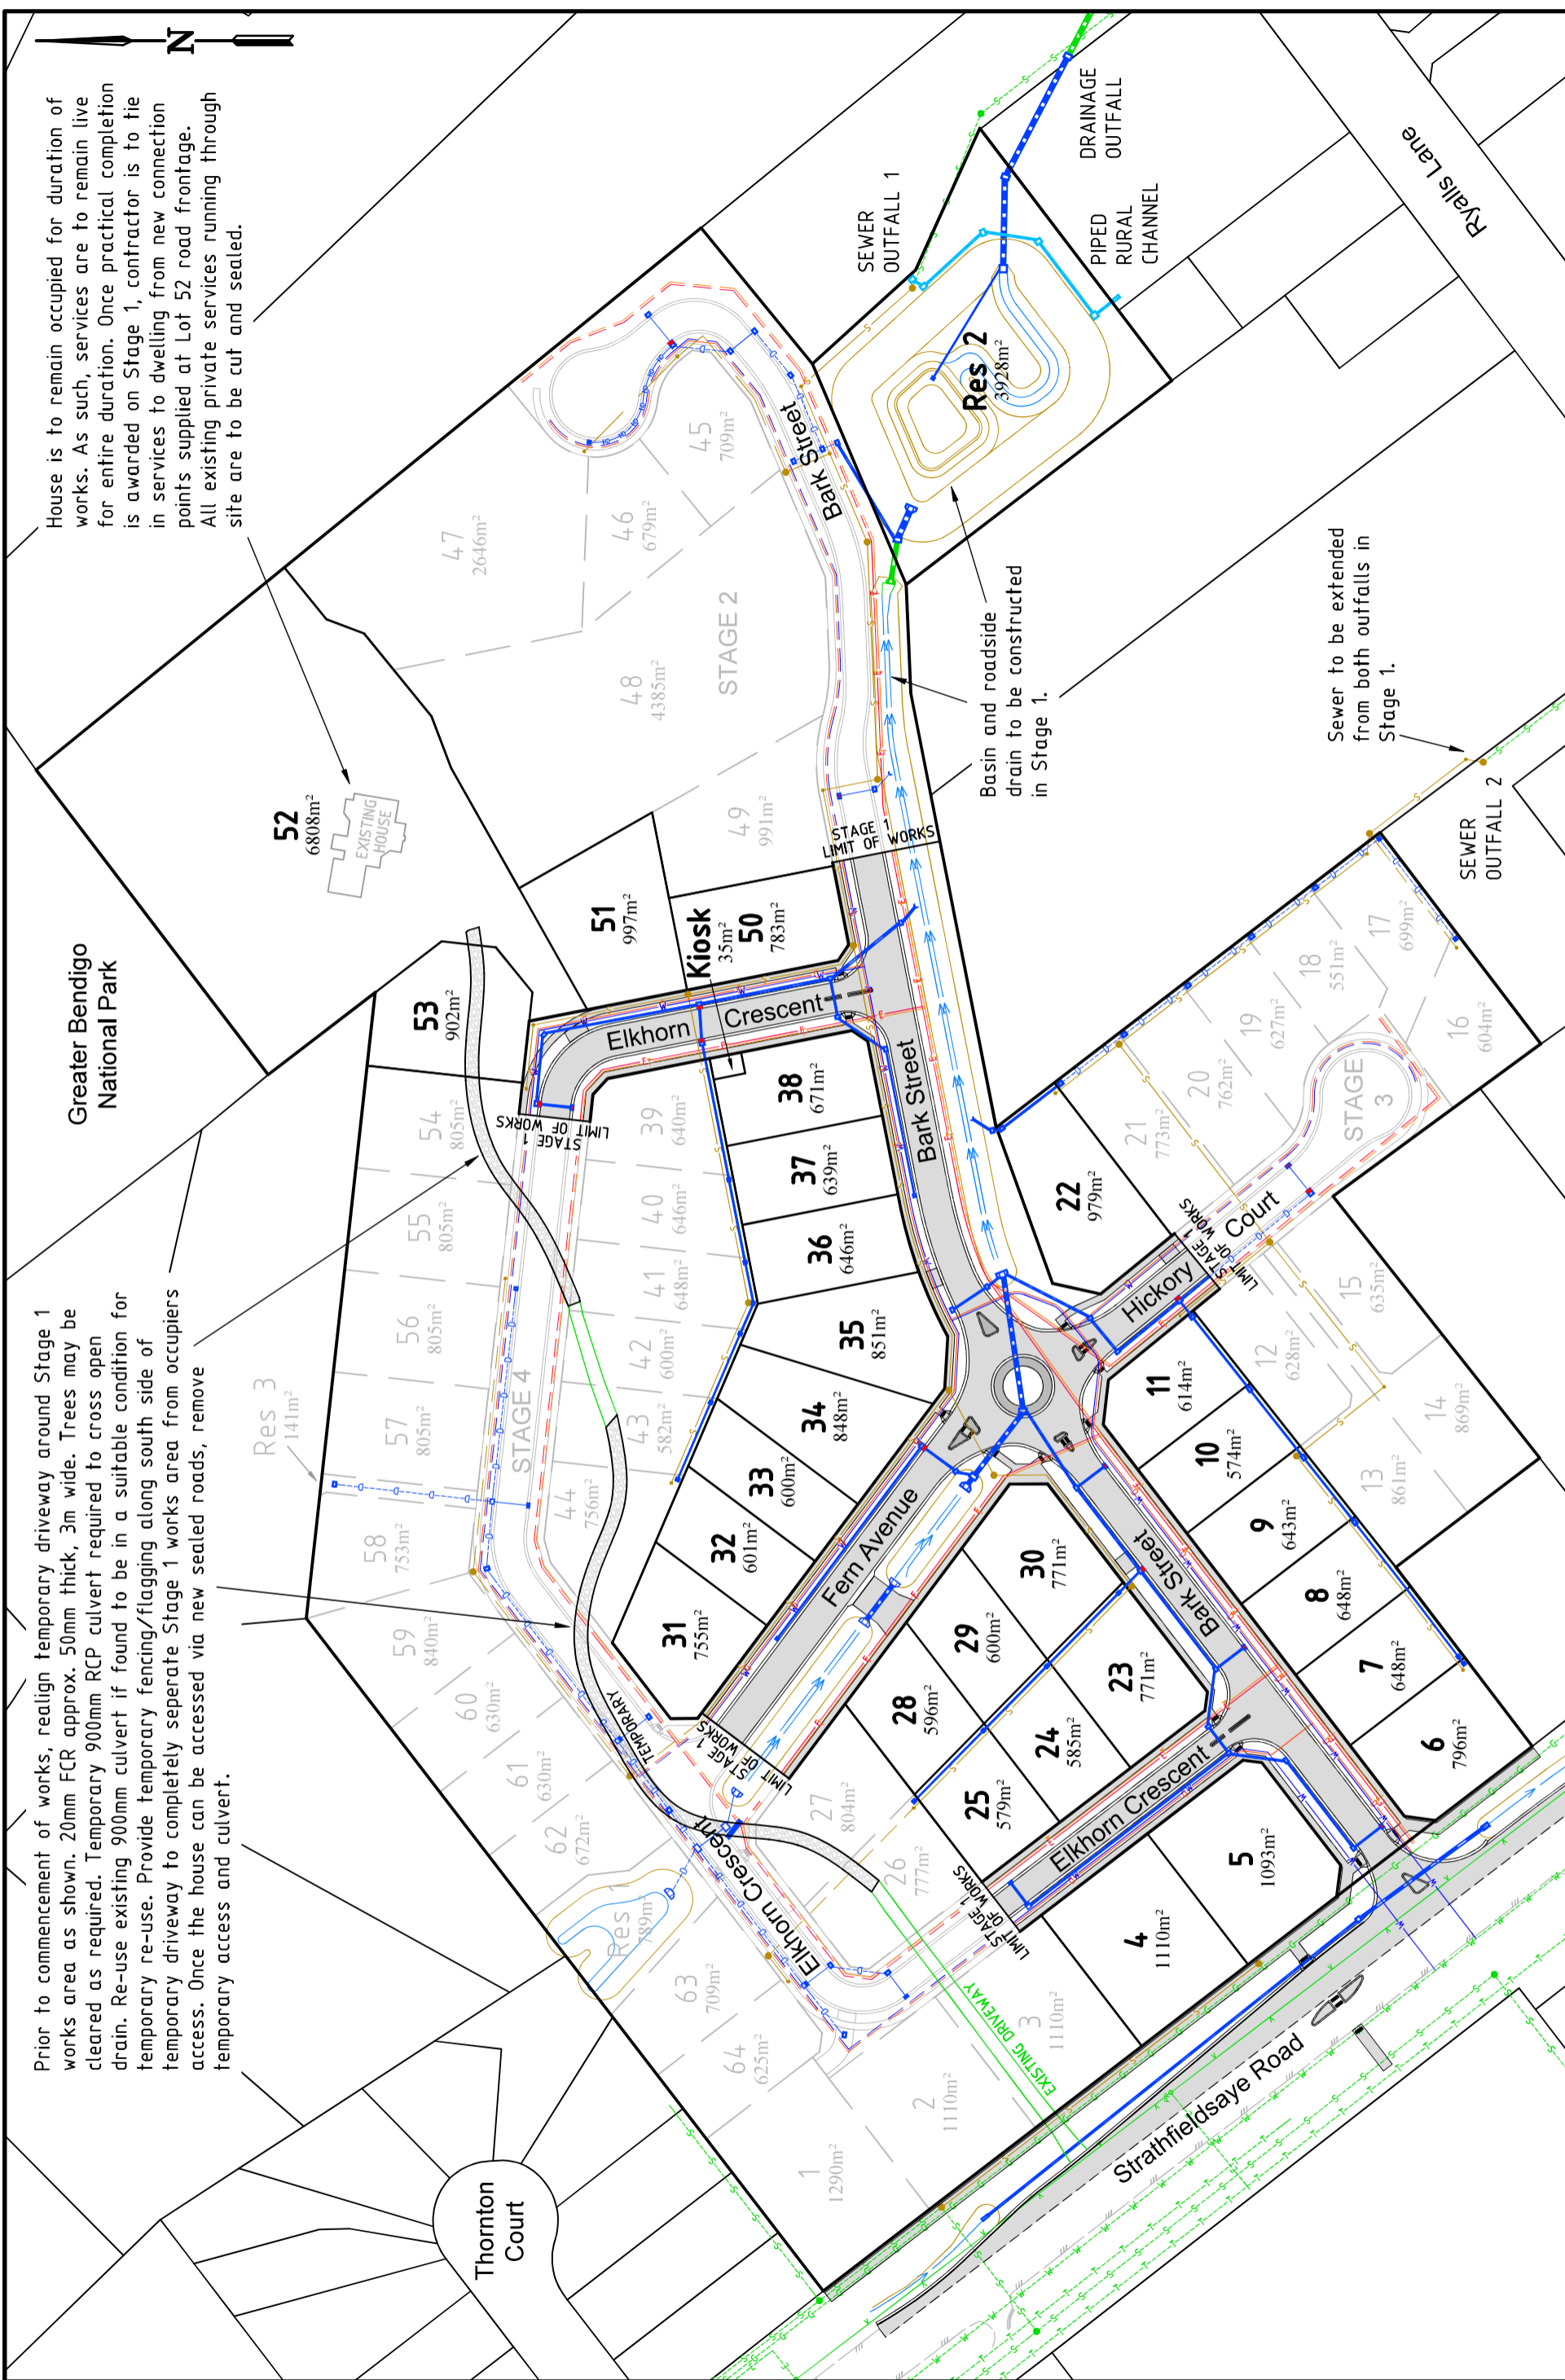 N
House is to remain occupied for duration of
works. As such, services are to remain live
for entire duration. Once practical completion
is awarded on Stage 1, contractor is to tie
in services to dwelling from new connection
points supplied at Lot 52 road frontage.
All existing private services running through
site are to be cut and sealed.
Prior to commencement of works, realign temporary driveway around Stage 1
works area as shown. 20mm FCR approx. 50mm thick, 3m wide. Trees may be
cleared as required. Temporary 900mm RCP culvert required to cross open
drain. Re-use existing 900mm culvert if found to be in a suitable condition for
temporary re-use. Provide temporary fencing/flagging along south side of
temporary driveway to completely seperate Stage 1 works area from occupiers
access. Once the house can be accessed via new sealed roads, remove
temporary access and culvert.
Greater Bendigo
National Park
52
6808m²
EXISTING
HOUSE
53
902m²
51
997m²
Kiosk
35m²
50
783m²
49
991m²
48
4385m²
47
2646m²
46
679m²
45
709m²
STAGE 2
Bark Street
STAGE 1
LIMIT OF WORKS
SEWER
OUTFALL 1
DRAINAGE
OUTFALL
PIPED
RURAL
CHANNEL
Res 2
3928m²
Ryalls Lane
Basin and roadside
drain to be constructed
in Stage 1.
Sewer to be extended
from both outfalls in
Stage 1.
SEWER
OUTFALL 2
Res 3
141m²
54
805m²
55
805m²
56
805m²
57
805m²
58
753m²
59
840m²
60
630m²
61
630m²
62
672m²
Res 1
789m²
63
709m²
64
625m²
STAGE 4
STAGE 1
LIMIT OF WORKS
Elkhorn
Crescent
39
640m²
40
646m²
41
648m²
42
600m²
43
582m²
44
756m²
38
671m²
37
639m²
36
646m²
35
851m²
34
848m²
33
600m²
32
601m²
31
755m²
Bark Street
Fern Avenue
TEMPORARY
STAGE 1
LIMIT OF WORKS
Elkhorn Crescent
30
771m²
29
600m²
28
596m²
27
804m²
26
777m²
25
579m²
24
585m²
23
771m²
Elkhorn Crescent
STAGE 1
LIMIT OF WORKS
Bark Street
22
979m²
21
773m²
20
762m²
19
627m²
18
551m²
17
699m²
16
604m²
STAGE
3
Hickory
Court
STAGE 1
LIMIT OF WORKS
15
635m²
14
869m²
13
861m²
12
628m²
11
614m²
10
574m²
9
643m²
8
648m²
7
648m²
6
796m²
5
1093m²
4
1110m²
3
1110m²
2
1110m²
1
1290m²
EXISTING DRIVEWAY
Strathfieldsaye Road
Thornton
Court